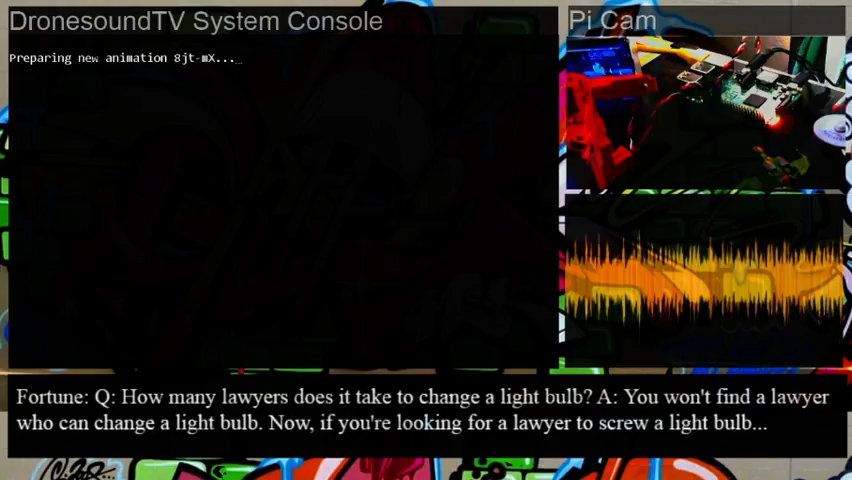 DronesoundTV System Console
Pi Cam
Preparing new animation 8jt-mX..._
Fortune: Q: How many lawyers does it take to change a light bulb? A: You won't find a lawyer
who can change a light bulb. Now, if you're looking for a lawyer to screw a light bulb...